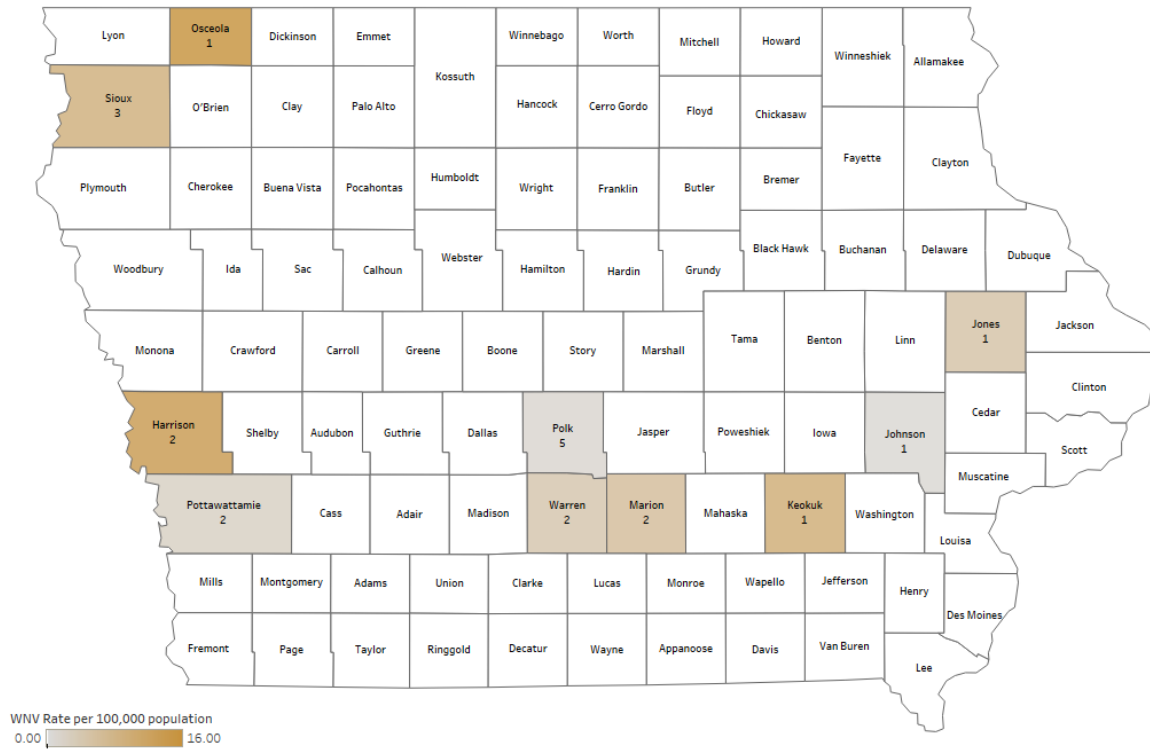 Lyon
Osceola
1
Dickinson
Emmet
Winnebago
Worth
Mitchell
Howard
Winneshiek
Allamakee
Kossuth
Sioux
3
O'Brien
Clay
Palo Alto
Hancock
Cerro Gordo
Floyd
Chickasaw
Fayette
Clayton
Plymouth
Cherokee
Buena Vista
Pocahontas
Humboldt
Wright
Franklin
Butler
Bremer
Woodbury
Ida
Sac
Calhoun
Webster
Hamilton
Hardin
Grundy
Black Hawk
Buchanan
Delaware
Dubuque
Monona
Crawford
Carroll
Greene
Boone
Story
Marshall
Tama
Benton
Linn
Jones
1
Jackson
Clinton
Harrison
2
Shelby
Audubon
Guthrie
Dallas
Polk
5
Jasper
Poweshiek
Iowa
Johnson
1
Cedar
Scott
Muscatine
Pottawattamie
2
Cass
Adair
Madison
Warren
2
Marion
2
Mahaska
Keokuk
1
Washington
Louisa
Mills
Montgomery
Adams
Union
Clarke
Lucas
Monroe
Wapello
Jefferson
Henry
Des Moines
Fremont
Page
Taylor
Ringgold
Decatur
Wayne
Appanoose
Davis
Van Buren
Lee
WNV Rate per 100,000 population
0.00 16.00